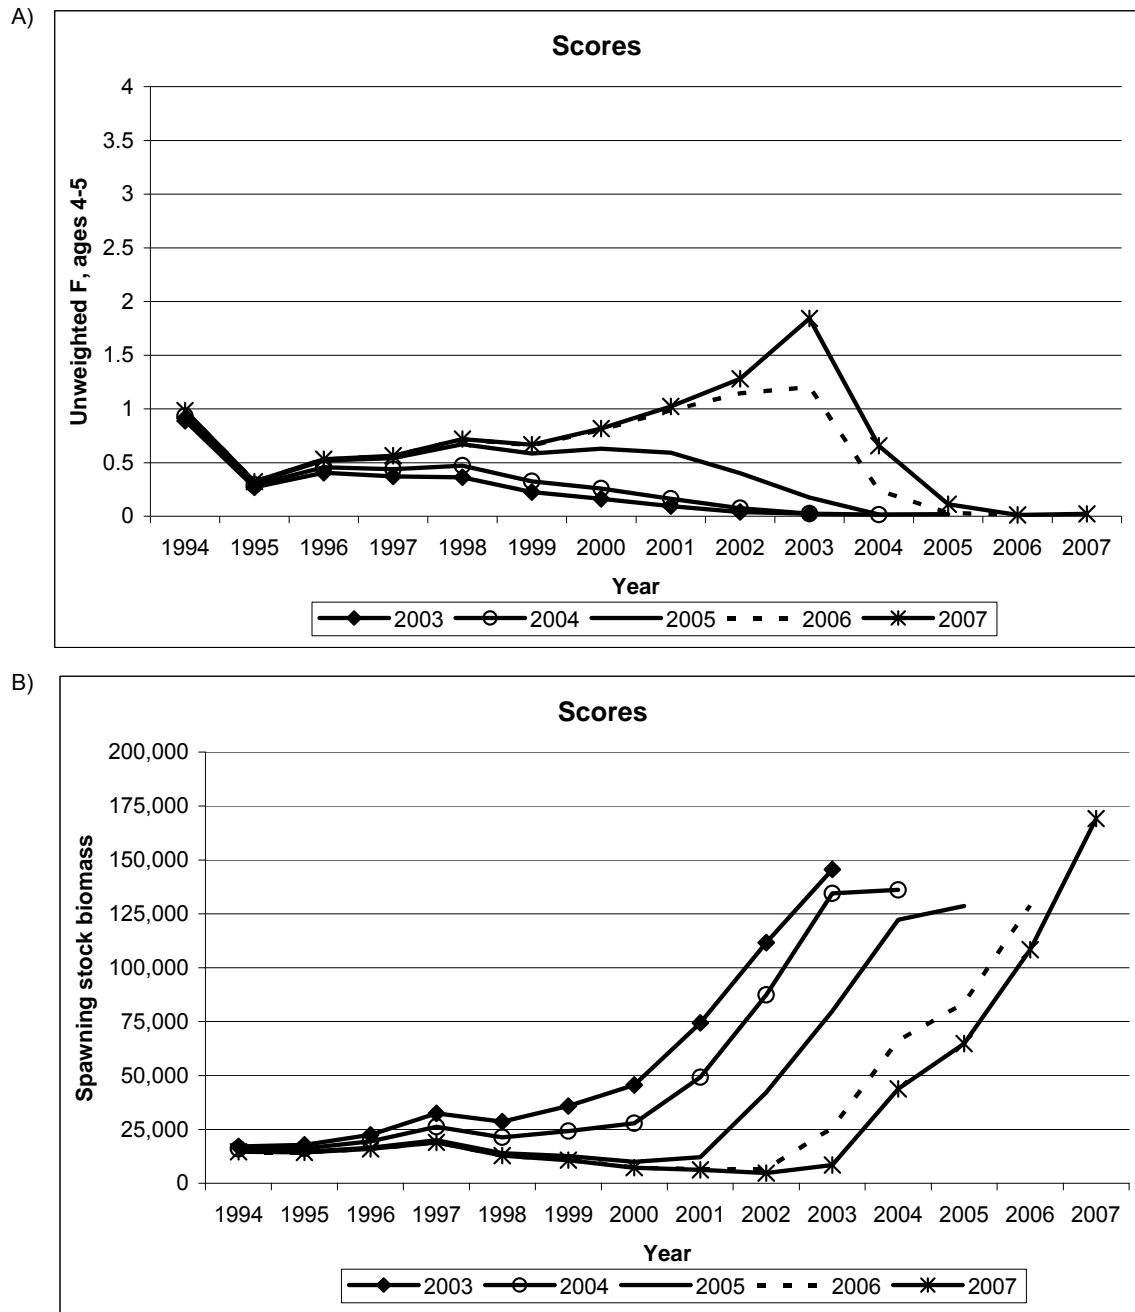 A)
Scores
4
3.5
3
2.5
2
1.5
1
0.5
0
Unweighted F, ages 4-5
1994 1995 1996 1997 1998 1999 2000 2001 2002 2003 2004 2005 2006 2007
Year
2003 2004 2005 2006 2007
B)
Scores
200,000
175,000
150,000
125,000
100,000
75,000
50,000
25,000
0
Spawning stock biomass
1994 1995 1996 1997 1998 1999 2000 2001 2002 2003 2004 2005 2006 2007
Year
2003 2004 2005 2006 2007